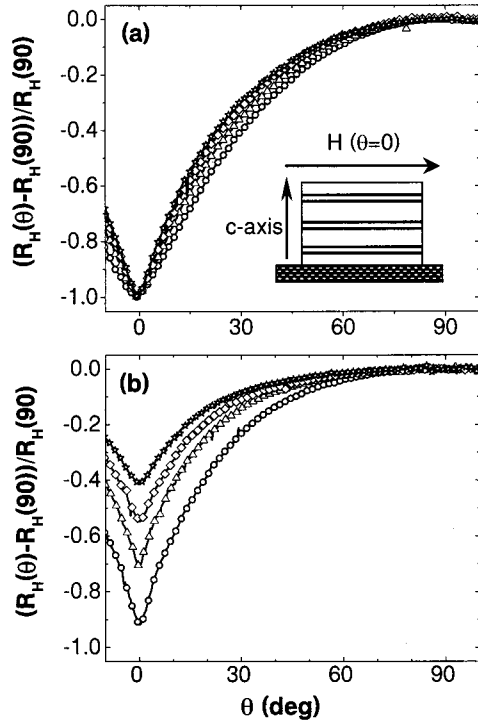 (a)
0.0
-0.2
-0.4
-0.6
-0.8
-1.0
(R_H(θ)-R_H(90))/R_H(90)
H (θ=0)
c-axis
0 30 60 90
(b)
0.0
-0.2
-0.4
-0.6
-0.8
-1.0
(R_H(θ)-R_H(90))/R_H(90)
0 30 60 90
θ (deg)